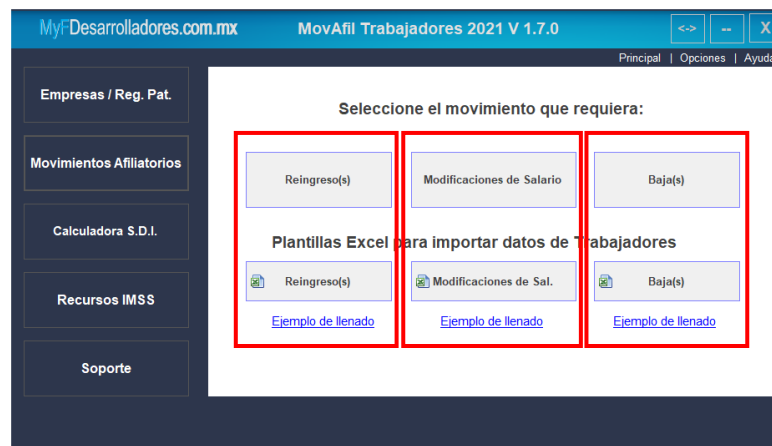 MyFDesarrolladores.com.mx MovAfil Trabajadores 2021 V 1.7.0 <-> -- X
Principal | Opciones | Ayuda
Empresas / Reg. Pat.
Movimientos Afiliatorios
Calculadora S.D.I.
Recursos IMSS
Soporte
Seleccione el movimiento que requiera:
Reingreso(s) Modificaciones de Salario Baja(s)
Plantillas Excel para importar datos de Trabajadores
Reingreso(s) Modificaciones de Sal. Baja(s)
Ejemplo de llenado Ejemplo de llenado Ejemplo de llenado